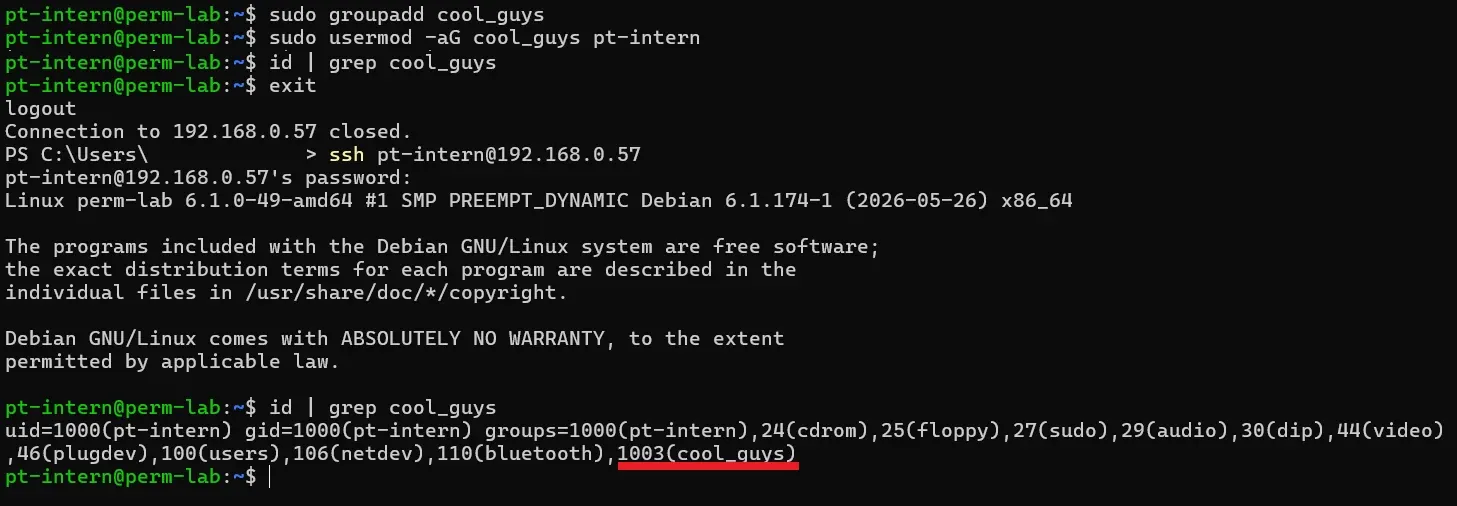 pt-intern@perm-lab:~$ sudo groupadd cool_guys
pt-intern@perm-lab:~$ sudo usermod -aG cool_guys pt-intern
pt-intern@perm-lab:~$ id | grep cool_guys
pt-intern@perm-lab:~$ exit
logout
Connection to 192.168.0.57 closed.
PS C:\Users\ > ssh pt-intern@192.168.0.57
pt-intern@192.168.0.57's password:
Linux perm-lab 6.1.0-49-amd64 #1 SMP PREEMPT_DYNAMIC Debian 6.1.174-1 (2026-05-26) x86_64
The programs included with the Debian GNU/Linux system are free software;
the exact distribution terms for each program are described in the
individual files in /usr/share/doc/*/copyright.
Debian GNU/Linux comes with ABSOLUTELY NO WARRANTY, to the extent
permitted by applicable law.
pt-intern@perm-lab:~$ id | grep cool_guys
uid=1000(pt-intern) gid=1000(pt-intern) groups=1000(pt-intern),24(cdrom),25(floppy),27(sudo),29(audio),30(dip),44(video)
,46(plugdev),100(users),106(netdev),110(bluetooth),1003(cool_guys)
pt-intern@perm-lab:~$